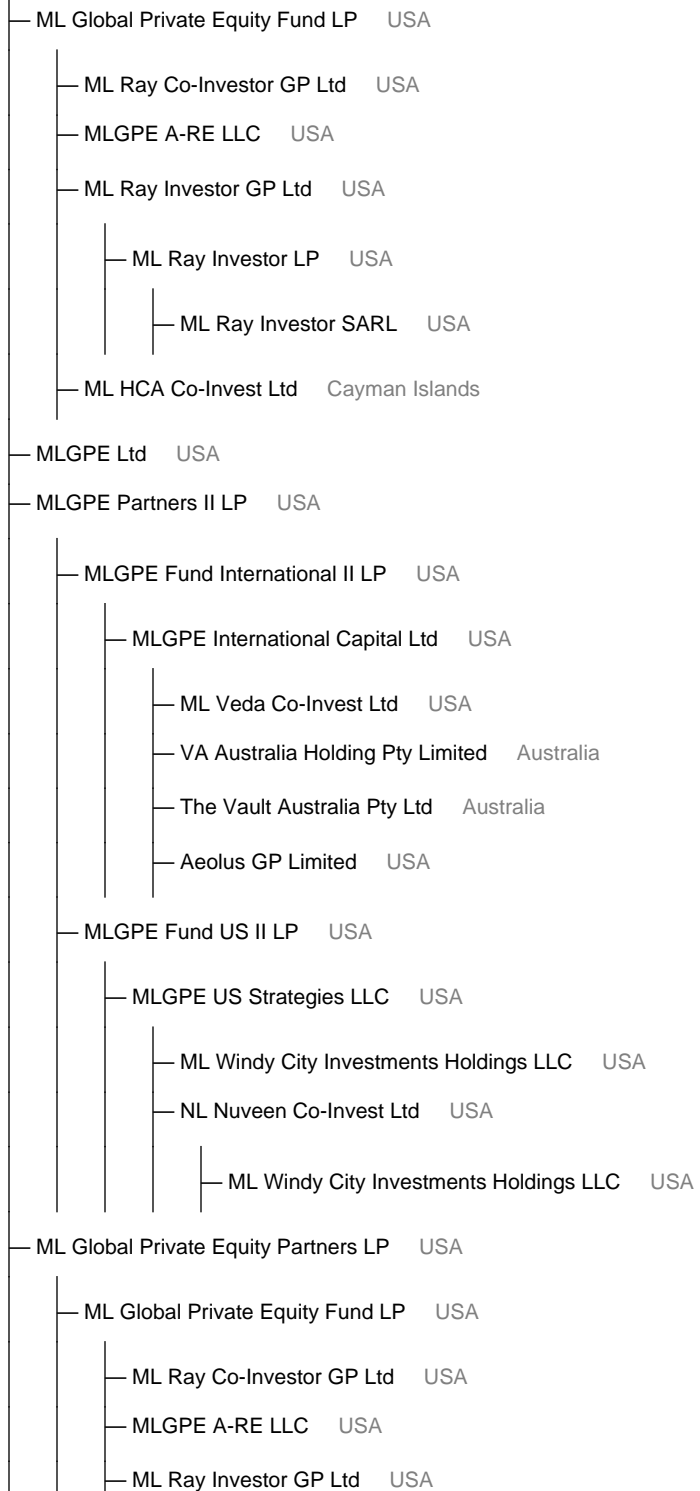 ML Global Private Equity Fund LP USA
ML Ray Co-Investor GP Ltd USA
MLGPE A-RE LLC USA
ML Ray Investor GP Ltd USA
ML Ray Investor LP USA
ML Ray Investor SARL USA
ML HCA Co-Invest Ltd Cayman Islands
MLGPE Ltd USA
MLGPE Partners II LP USA
MLGPE Fund International II LP USA
MLGPE International Capital Ltd USA
ML Veda Co-Invest Ltd USA
VA Australia Holding Pty Limited Australia
The Vault Australia Pty Ltd Australia
Aeolus GP Limited USA
MLGPE Fund US II LP USA
MLGPE US Strategies LLC USA
ML Windy City Investments Holdings LLC USA
NL Nuveen Co-Invest Ltd USA
ML Windy City Investments Holdings LLC USA
ML Global Private Equity Partners LP USA
ML Global Private Equity Fund LP USA
ML Ray Co-Investor GP Ltd USA
MLGPE A-RE LLC USA
ML Ray Investor GP Ltd USA